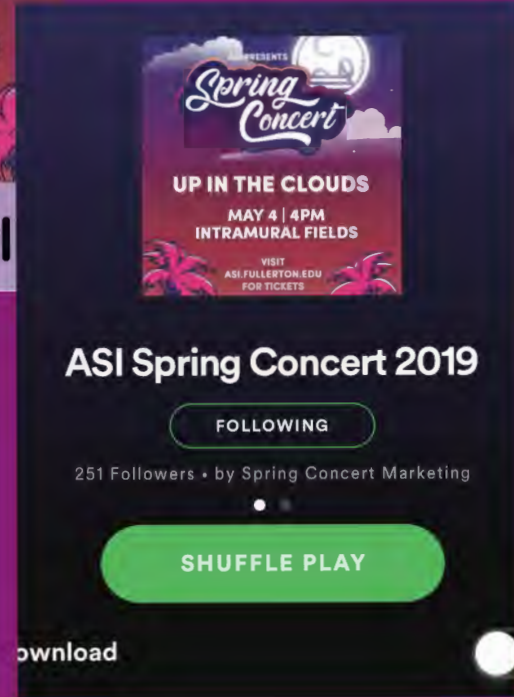 PRESENTS
Spring
Concert
UP IN THE CLOUDS
MAY 4 | 4PM
INTRAMURAL FIELDS
VISIT
ASI.FULLERTON.EDU
FOR TICKETS
ASI Spring Concert 2019
FOLLOWING
251 Followers • by Spring Concert Marketing
SHUFFLE PLAY
ownload